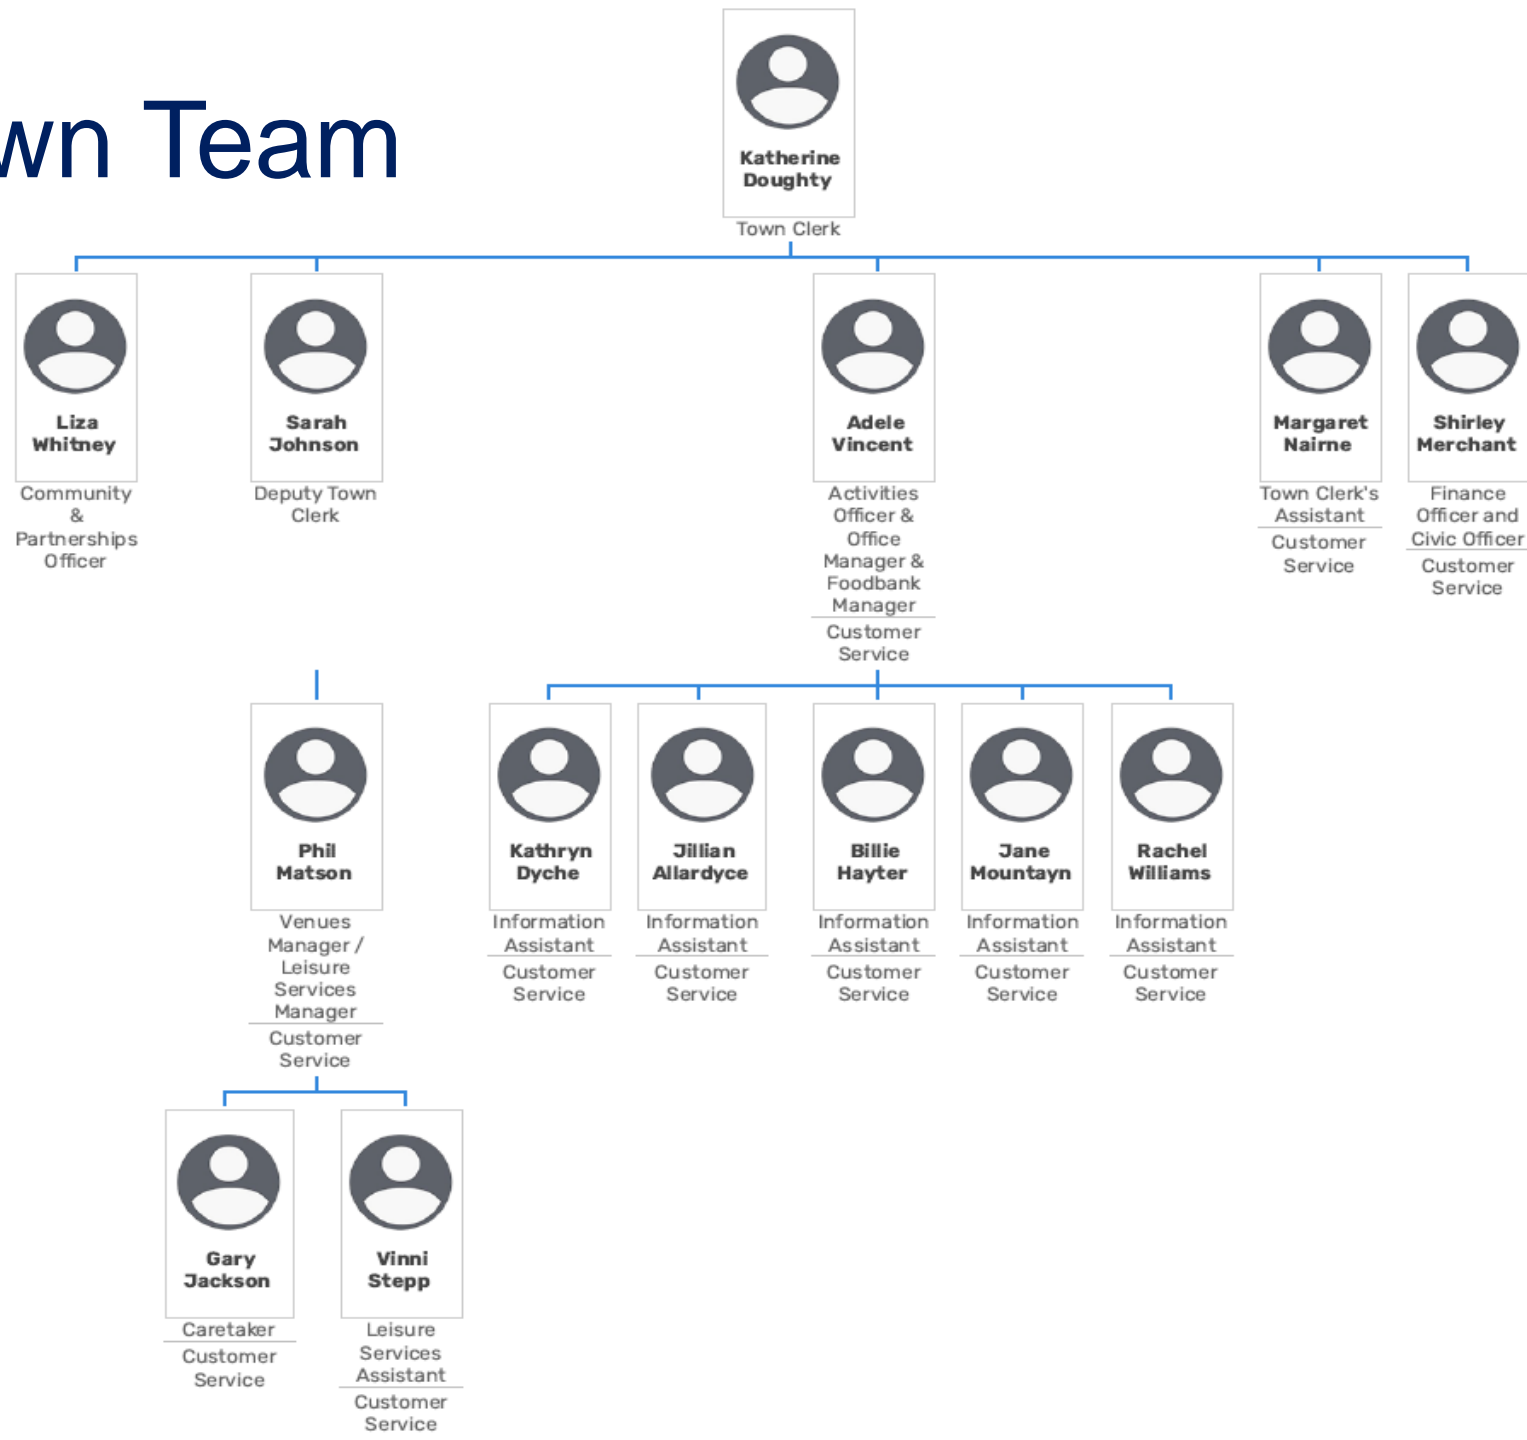 wn Team
Katherine
Doughty
Town Clerk
Liza
Whitney
Community
&
Partnerships
Officer
Sarah
Johnson
Deputy Town
Clerk
Adele
Vincent
Activities
Officer &
Office
Manager &
Foodbank
Manager
Customer
Service
Margaret
Nairne
Town Clerk's
Assistant
Customer
Service
Shirley
Merchant
Finance
Officer and
Civic Officer
Customer
Service
Phil
Matson
Venues
Manager /
Leisure
Services
Manager
Customer
Service
Kathryn
Dyche
Information
Assistant
Customer
Service
Jillian
Allardyce
Information
Assistant
Customer
Service
Billie
Hayter
Information
Assistant
Customer
Service
Jane
Mountayn
Information
Assistant
Customer
Service
Rachel
Williams
Information
Assistant
Customer
Service
Gary
Jackson
Caretaker
Customer
Service
Vinni
Stepp
Leisure
Services
Assistant
Customer
Service